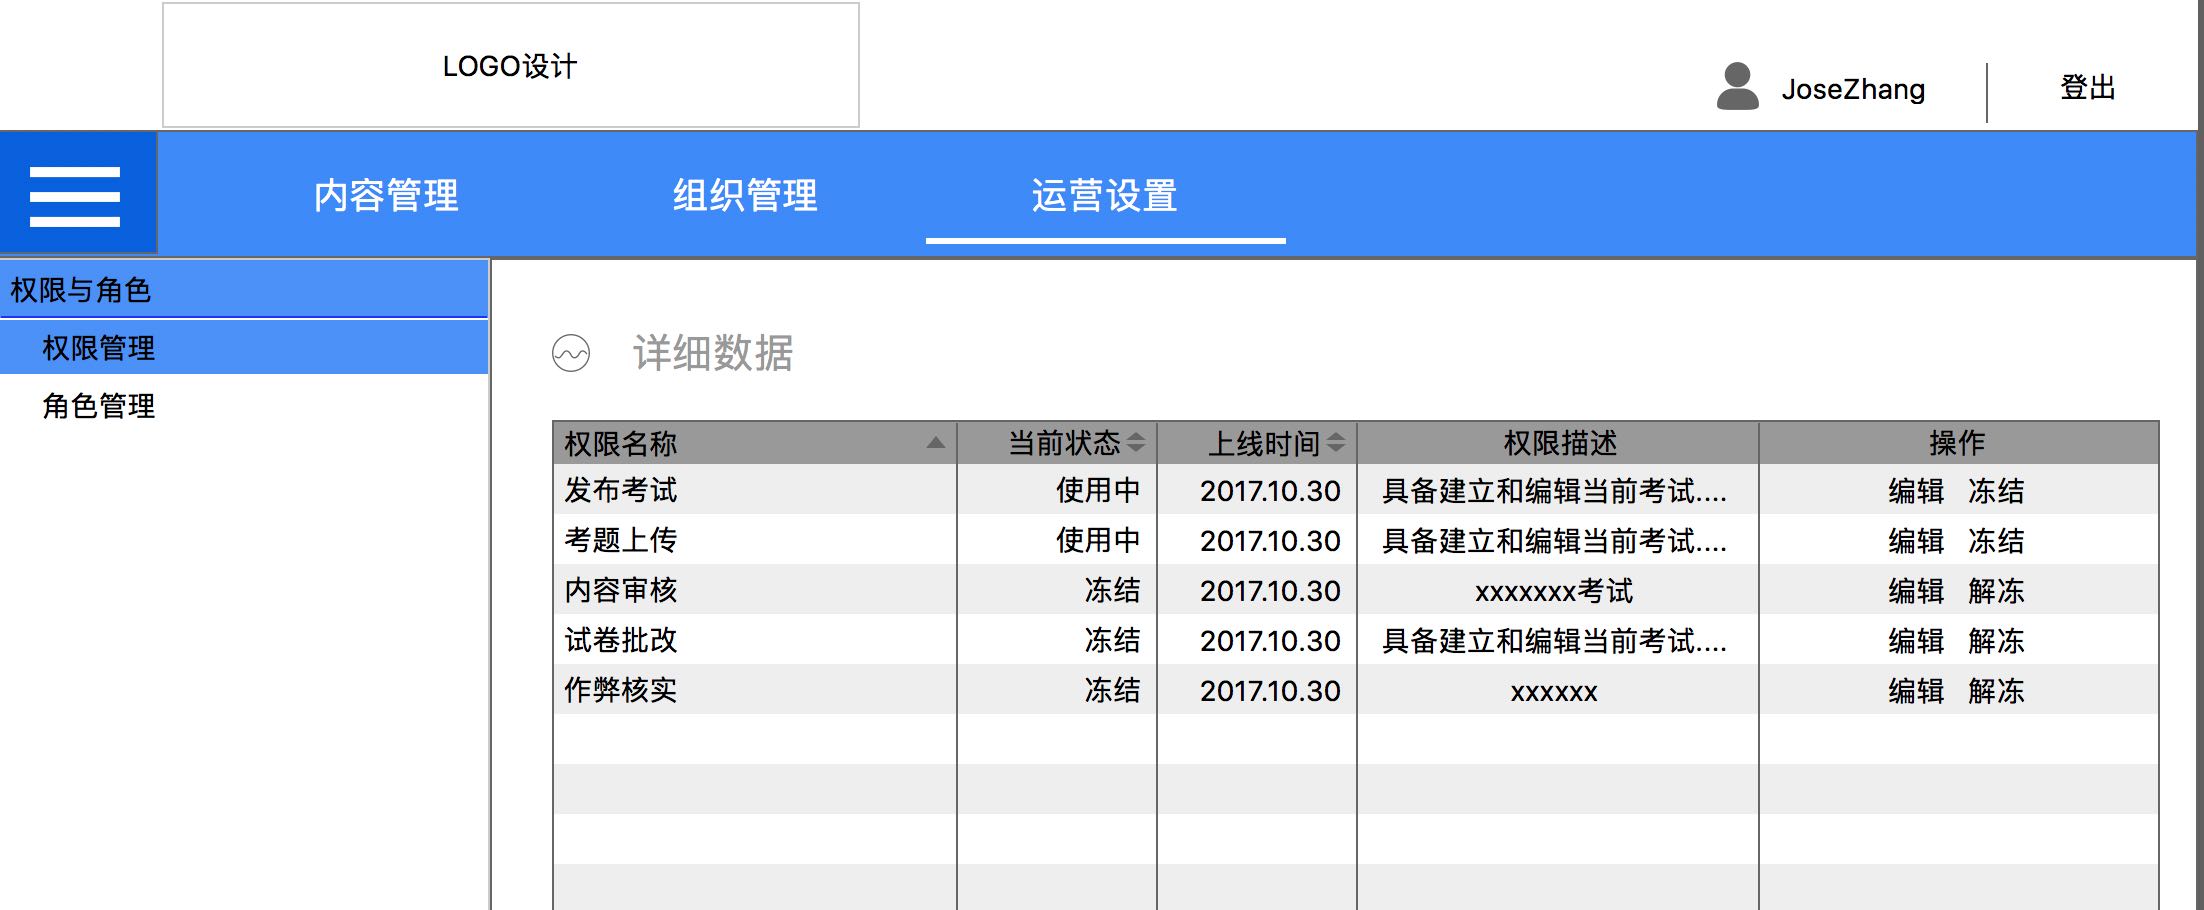 LOGO设计
JoseZhang
登出
内容管理 组织管理 运营设置
权限与角色
权限管理
角色管理
详细数据
权限名称 当前状态 上线时间 权限描述 操作
发布考试 使用中 2017.10.30 具备建立和编辑当前考试.... 编辑 冻结
考题上传 使用中 2017.10.30 具备建立和编辑当前考试.... 编辑 冻结
内容审核 冻结 2017.10.30 xxxxxxx考试 编辑 解冻
试卷批改 冻结 2017.10.30 具备建立和编辑当前考试.... 编辑 解冻
作弊核实 冻结 2017.10.30 xxxxxx 编辑 解冻